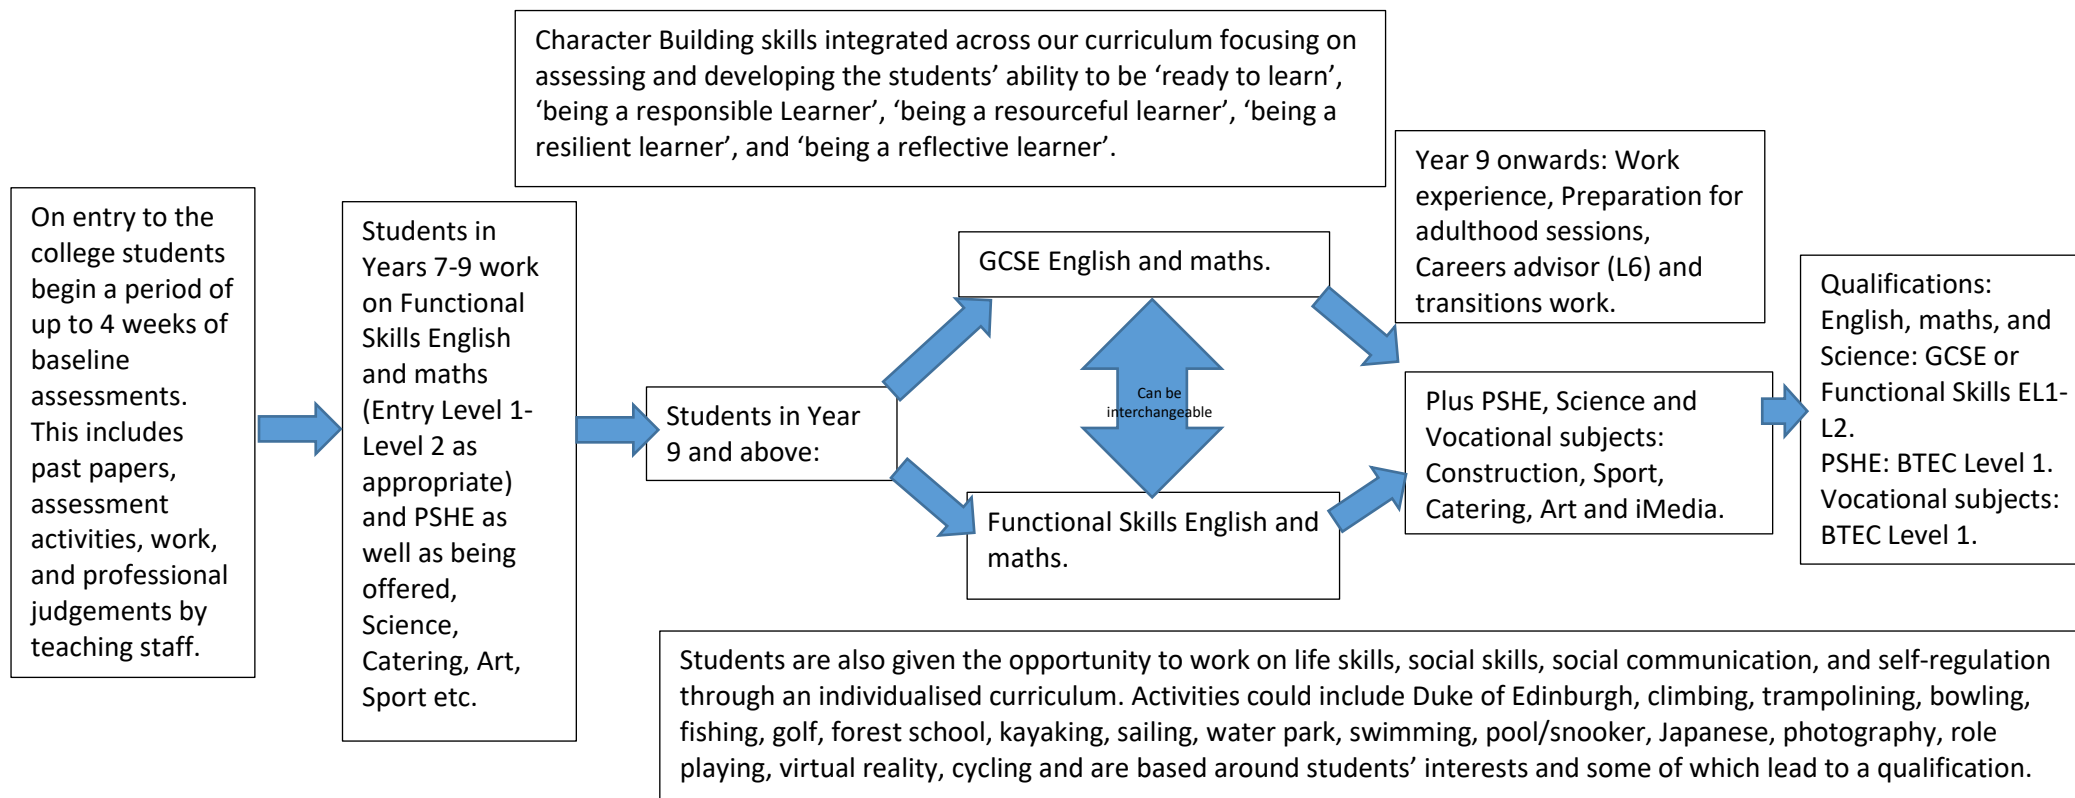 Character Building skills integrated across our curriculum focusing on
assessing and developing the students’ ability to be ‘ready to learn’,
‘being a responsible Learner’, ‘being a resourceful learner’, ‘being a
resilient learner’, and ‘being a reflective learner’.
On entry to the
college students
begin a period of
up to 4 weeks of
baseline
assessments.
This includes
past papers,
assessment
activities, work,
and professional
judgements by
teaching staff.
Students in
Years 7-9 work
on Functional
Skills English
and maths
(Entry Level 1-
Level 2 as
appropriate)
and PSHE as
well as being
offered,
Science,
Catering, Art,
Sport etc.
Students in Year
9 and above:
GCSE English and maths.
Can be
interchangeable
Functional Skills English and
maths.
Year 9 onwards: Work
experience, Preparation for
adulthood sessions,
Careers advisor (L6) and
transitions work.
Plus PSHE, Science and
Vocational subjects:
Construction, Sport,
Catering, Art and iMedia.
Qualifications:
English, maths, and
Science: GCSE or
Functional Skills EL1-
L2.
PSHE: BTEC Level 1.
Vocational subjects:
BTEC Level 1.
Students are also given the opportunity to work on life skills, social skills, social communication, and self-regulation
through an individualised curriculum. Activities could include Duke of Edinburgh, climbing, trampolining, bowling,
fishing, golf, forest school, kayaking, sailing, water park, swimming, pool/snooker, Japanese, photography, role
playing, virtual reality, cycling and are based around students’ interests and some of which lead to a qualification.